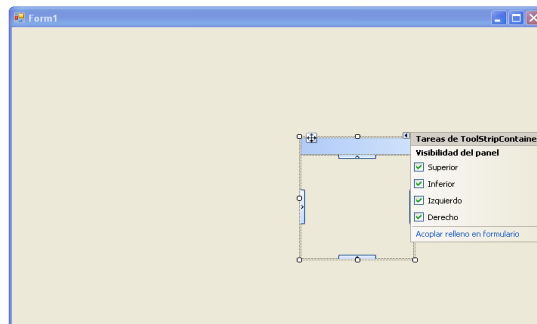 Form1
Tareas de ToolStripContaine
Visibilidad del panel
Superior
Inferior
Izquierdo
Derecho
Acoplar relleno en formulario